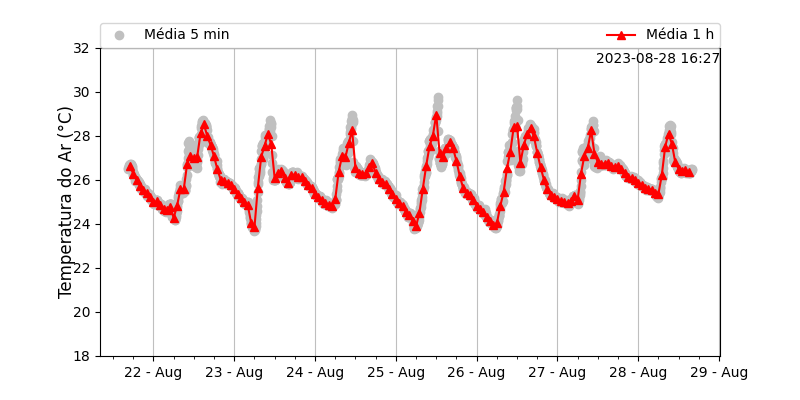 Média 5 min
Média 1 h
2023-08-28 16:27
Temperatura do Ar (°C)
32
30
28
26
24
22
20
18
22 - Aug
23 - Aug
24 - Aug
25 - Aug
26 - Aug
27 - Aug
28 - Aug
29 - Aug